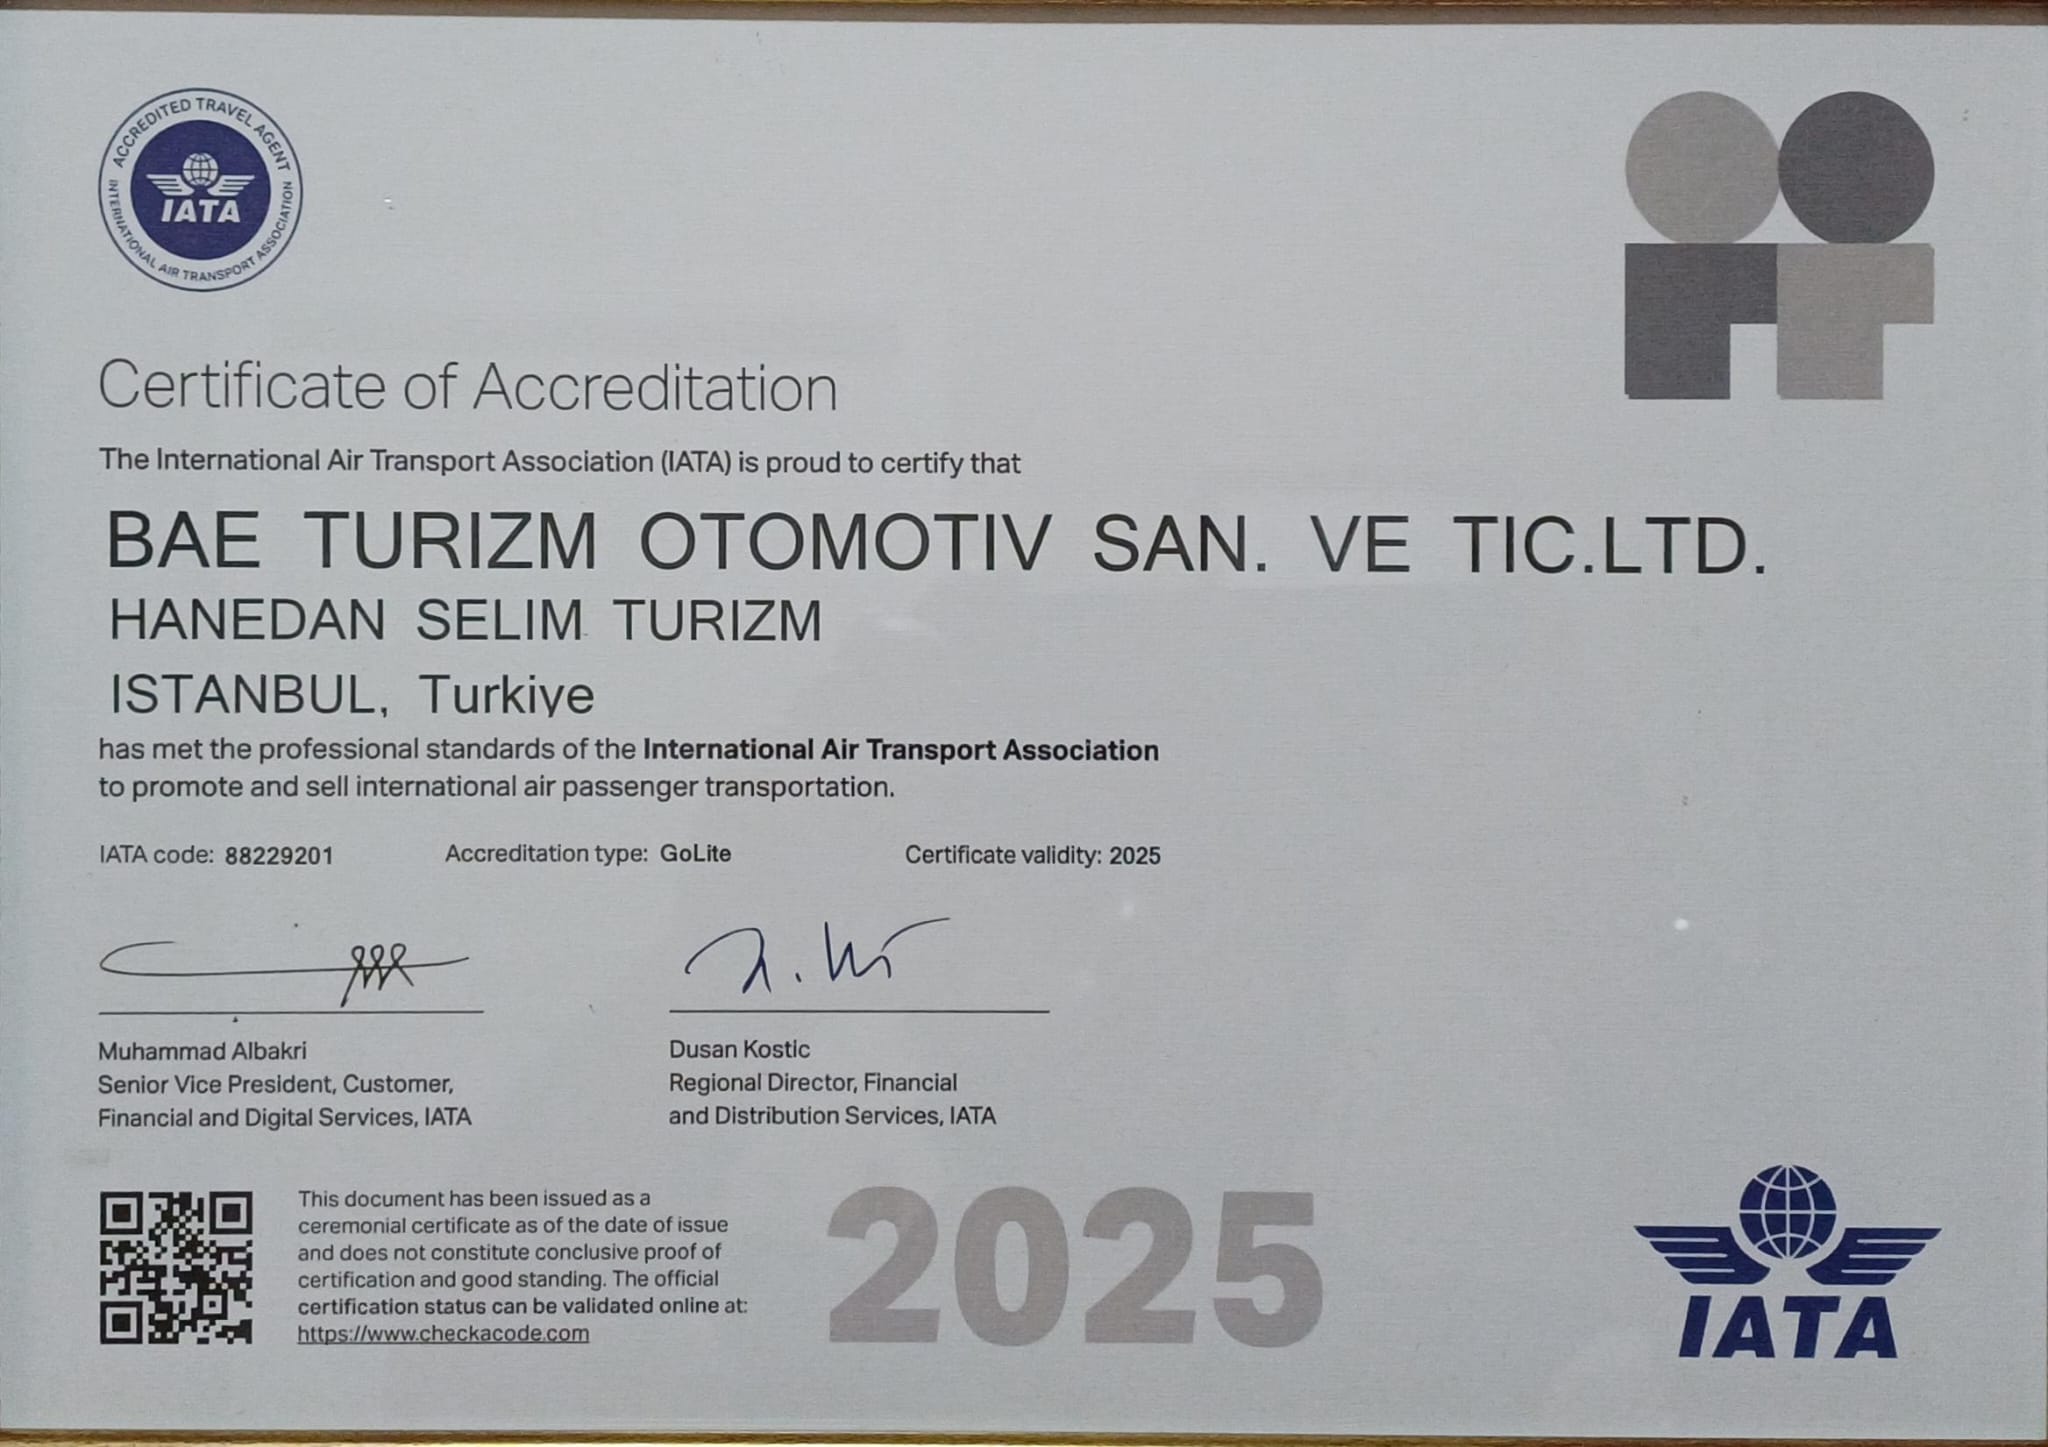 ACCREDITED TRAVEL AGENT
INTERNATIONAL AIR TRANSPORT ASSOCIATION
IATA
Certificate of Accreditation
The International Air Transport Association (IATA) is proud to certify that
BAE TURIZM OTOMOTIV SAN. VE TIC.LTD.
HANEDAN SELIM TURIZM
ISTANBUL, Turkiye
has met the professional standards of the International Air Transport Association
to promote and sell international air passenger transportation.
IATA code: 88229201 Accreditation type: GoLite Certificate validity: 2025
Muhammad Albakri
Senior Vice President, Customer,
Financial and Digital Services, IATA
Dusan Kostic
Regional Director, Financial
and Distribution Services, IATA
This document has been issued as a
ceremonial certificate as of the date of issue
and does not constitute conclusive proof of
certification and good standing. The official
certification status can be validated online at:
https://www.checkacode.com
2025
IATA